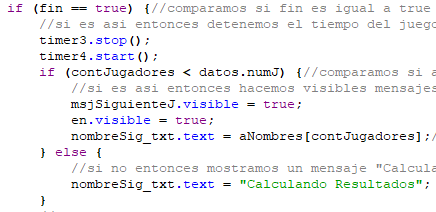 if (fin == true) {//comparamos si fin es igual a true
//si es asi entonces detenemos el tiempo del juego
timer3.stop();
timer4.start();
if (contJugadores < datos.numJ) {//comparamos si a
//si es asi entonces hacemos visibles mensajes
msjSiguienteJ.visible = true;
en.visible = true;
nombreSig_txt.text = aNombres[contJugadores];/
} else {
//si no entonces mostramos un mensaje "Calcula
nombreSig_txt.text = "Calculando Resultados";
}